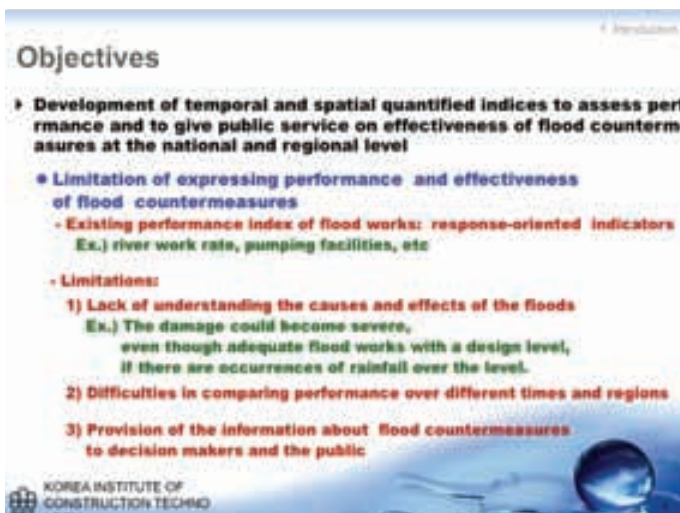 Objectives
Development of temporal and spatial quantified indices to assess perf
rmance and to give public service on effectiveness of flood counterm
asures at the national and regional level
Limitation of expressing performance and effectiveness
of flood countermeasures
- Existing performance index of flood works: response-oriented indicators
Ex.) river work rate, pumping facilities, etc
- Limitations:
1) Lack of understanding the causes and effects of the floods
Ex.) The damage could become severe,
even though adequate flood works with a design level,
if there are occurrences of rainfall over the level.
2) Difficulties in comparing performance over different times and regions
3) Provision of the information about flood countermeasures
to decision makers and the public
KOREA INSTITUTE OF
CONSTRUCTION TECHNO